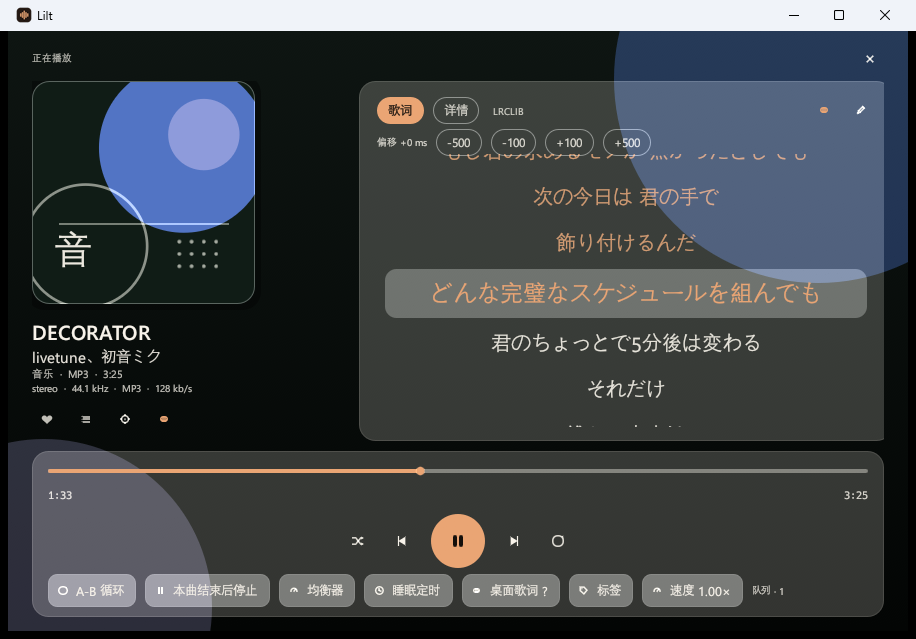 Lilt
正在播放
音
DECORATOR
livetune、初音ミク
音乐 · MP3 · 3:25
stereo · 44.1 kHz · MP3 · 128 kb/s
歌词 详情 LRCLIB
偏移 +0 ms -500 -100 +100 +500
次の今日は 君の手で
飾り付けるんだ
どんな完璧なスケジュールを組んでも
君のちょっとで5分後は変わる
それだけ
1:33 3:25
A-B 循环 本曲结束后停止 均衡器 睡眠定时 桌面歌词 ? 标签 速度 1.00× 队列 · 1